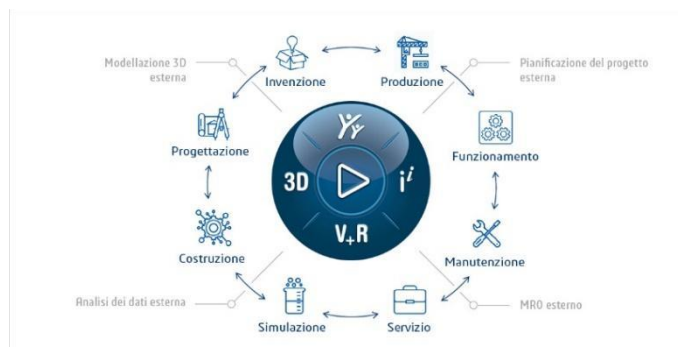 Modellazione 3D
esterna
Invenzione
Produzione
Pianificazione del progetto
esterna
Progettazione
Funzionamento
3D
iⁱ
V+R
Costruzione
Manutenzione
Analisi dei dati esterna
Simulazione
Servizio
MRO esterno